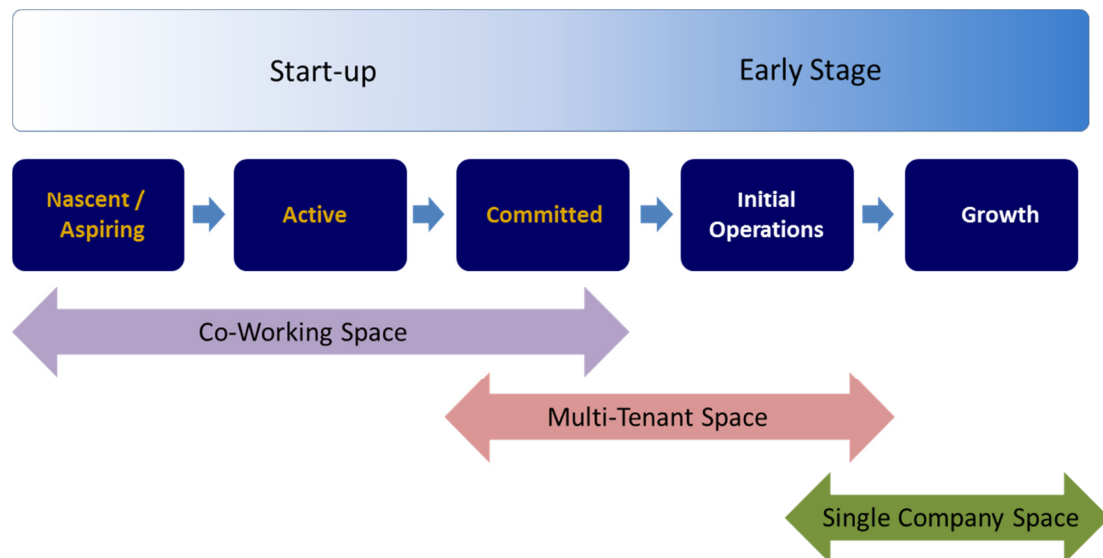 Start-up
Early Stage
Nascent /
Aspiring
Active
Committed
Initial
Operations
Growth
Co-Working Space
Multi-Tenant Space
Single Company Space